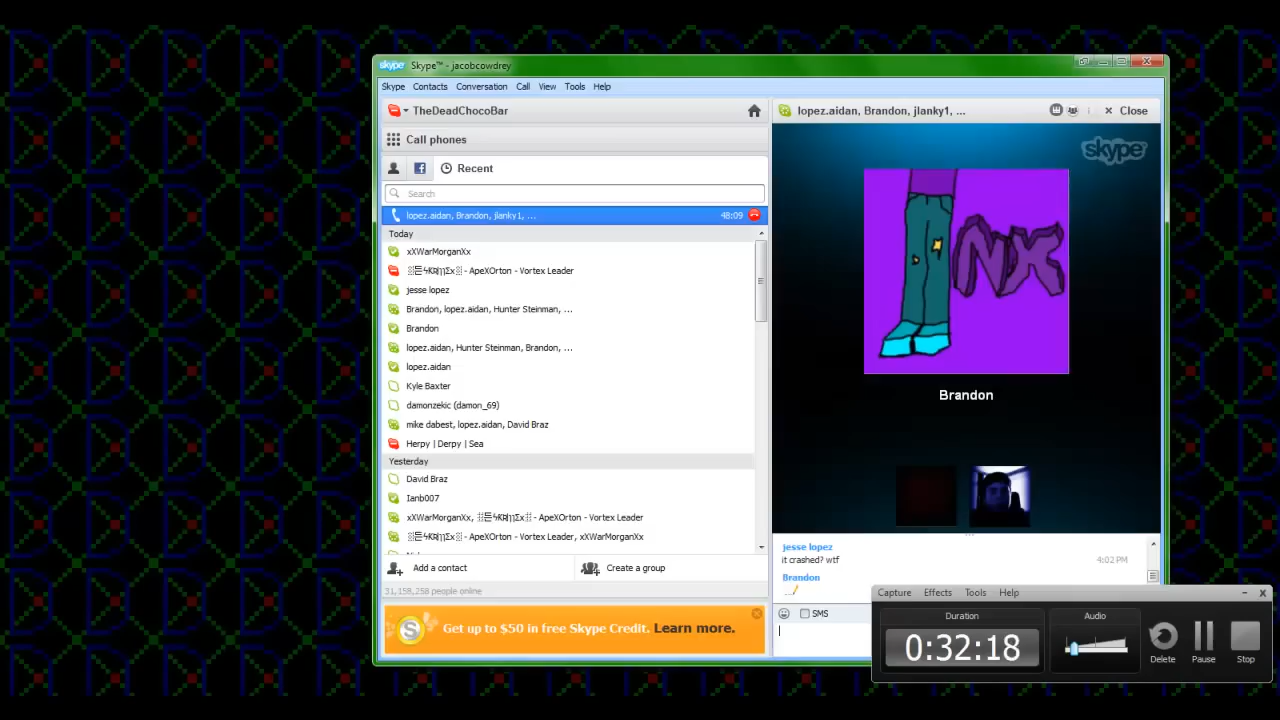 Skype™ - jacobcowdrey
Skype Contacts Conversation Call View Tools Help
TheDeadChocoBar
Call phones
Recent
Search
lopez.aidan, Brandon, jlanky1, ... 48:09
Today
xXWarMorganXx
- ApeXOrton - Vortex Leader
jesse lopez
Brandon, lopez.aidan, Hunter Steinman, ...
Brandon
lopez.aidan, Hunter Steinman, Brandon, ...
lopez.aidan
Kyle Baxter
damonzekic (damon_69)
mike dabest, lopez.aidan, David Braz
Herpy | Derpy | Sea
Yesterday
David Braz
Ianb007
xXWarMorganXx, - ApeXOrton - Vortex Leader
- ApeXOrton - Vortex Leader, xXWarMorganXx
Add a contact
Create a group
31,158,258 people online
Get up to $50 in free Skype Credit. Learn more.
lopez.aidan, Brandon, jlanky1, ...
Close
skype
NX
Brandon
jesse lopez
it crashed? wtf 4:02 PM
Brandon
...
SMS
Capture Effects Tools Help
Duration
0:32:18
Audio
Delete
Pause
Stop